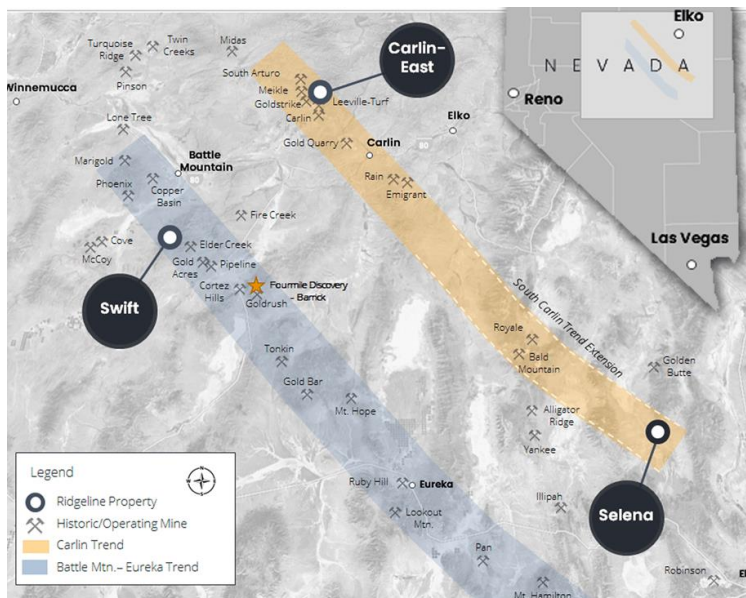 Midas
Twin
Creeks
Turquoise
Ridge
Pinson
Winnemucca
Lone Tree
South Arturo
Meikle
Goldstrike
Carlin
Leeville-Turf
Carlin-
East
Gold Quarry
Carlin
Elko
80
Rain
Emigrant
Marigold
Battle
Mountain
80
Phoenix
Copper
Basin
Fire Creek
Cove
McCoy
Elder Creek
Gold
Acres
Pipeline
Cortez
Hills
Fourmile Discovery
- Barrick
Goldrush
Swift
Tonkin
Gold Bar
Mt. Hope
South Carlin Trend Extension
Royale
Bald
Mountain
Golden
Butte
Alligator
Ridge
Yankee
Selena
Ruby Hill
Eureka
Lookout
Mtn.
Illipah
Pan
Mt. Hamilton
Robinson
Elko
NEVADA
Reno
Las Vegas
Legend
Ridgeline Property
Historic/Operating Mine
Carlin Trend
Battle Mtn.– Eureka Trend